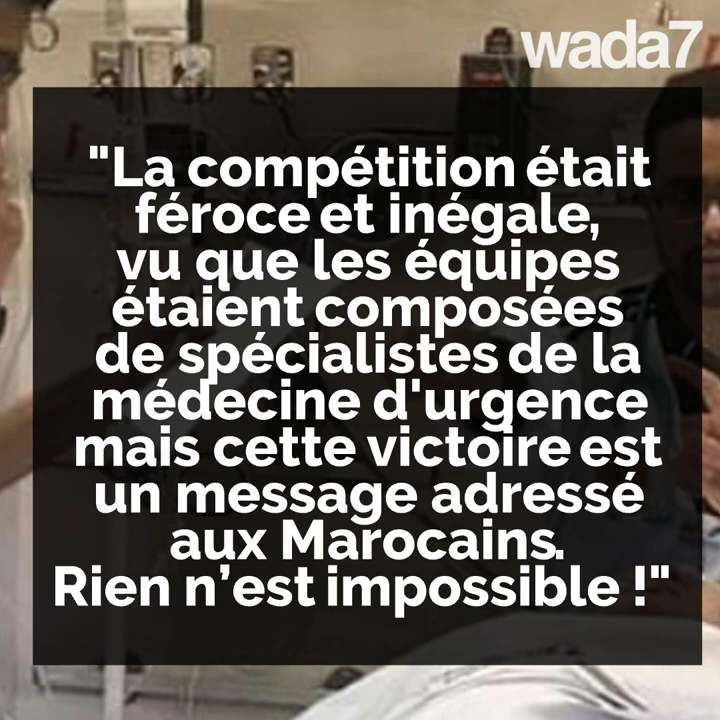 wada7
"La compétition était
féroce et inégale,
vu que les équipes
étaient composées
de spécialistes de la
médecine d'urgence
mais cette victoire est
un message adressé
aux Marocains.
Rien n’est impossible !"